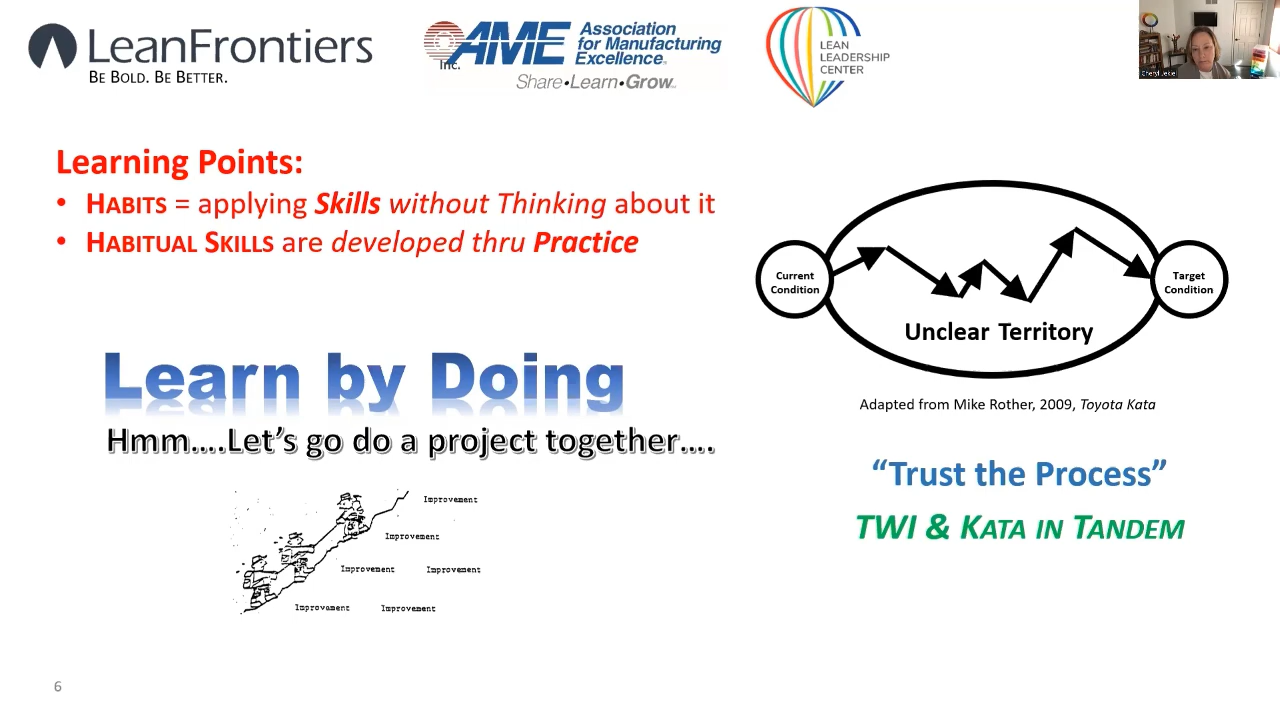 LeanFrontiers
BE BOLD. BE BETTER.
AME
Inc.
Association
for Manufacturing
Excellence
Share•Learn•Grow
LEAN
LEADERSHIP
CENTER
Learning Points:
• HABITS = applying Skills without Thinking about it
• HABITUAL SKILLS are developed thru Practice
Current
Condition
Target
Condition
Unclear Territory
Adapted from Mike Rother, 2009, Toyota Kata
Learn by Doing
Hmm....Let's go do a project together....
"Trust the Process"
TWI & KATA IN TANDEM
Improvement
Improvement
Improvement Improvement
Improvement Improvement
6